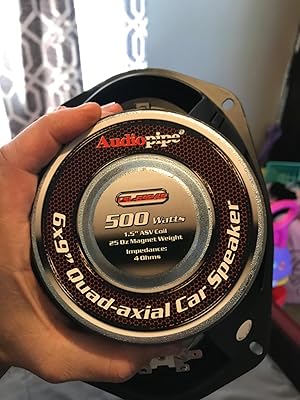 Audiopipe
500 Watts
1.5" ASV Coil
25 Oz Magnet Weight
Impedance:
4 Ohms
6x9" Quad-axial Car Speaker